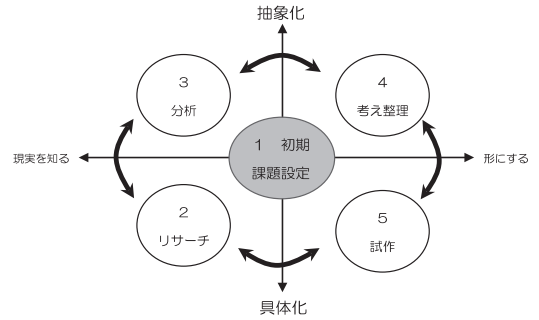 抽象化
3
分析
4
考え整理
1 初期
課題設定
現実を知る
形にする
2
リサーチ
5
試作
具体化